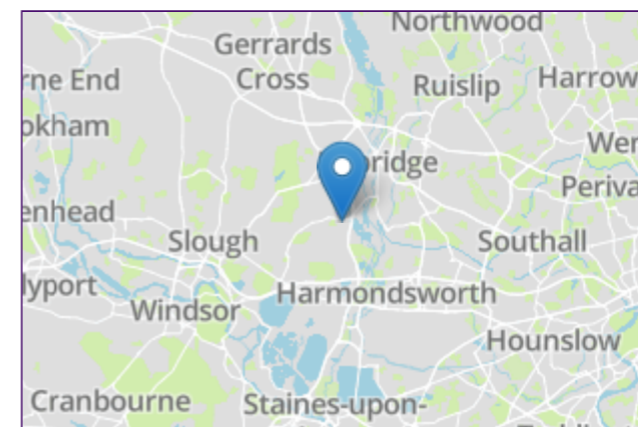 Northwood
Gerrards
Cross
Ruislip
Harrow
rne End
okham
Wer
bridge
Periva
enhead
Slough
Southall
lyport
Windsor
Harmondsworth
Hounslow
Cranbourne
Staines-upon-